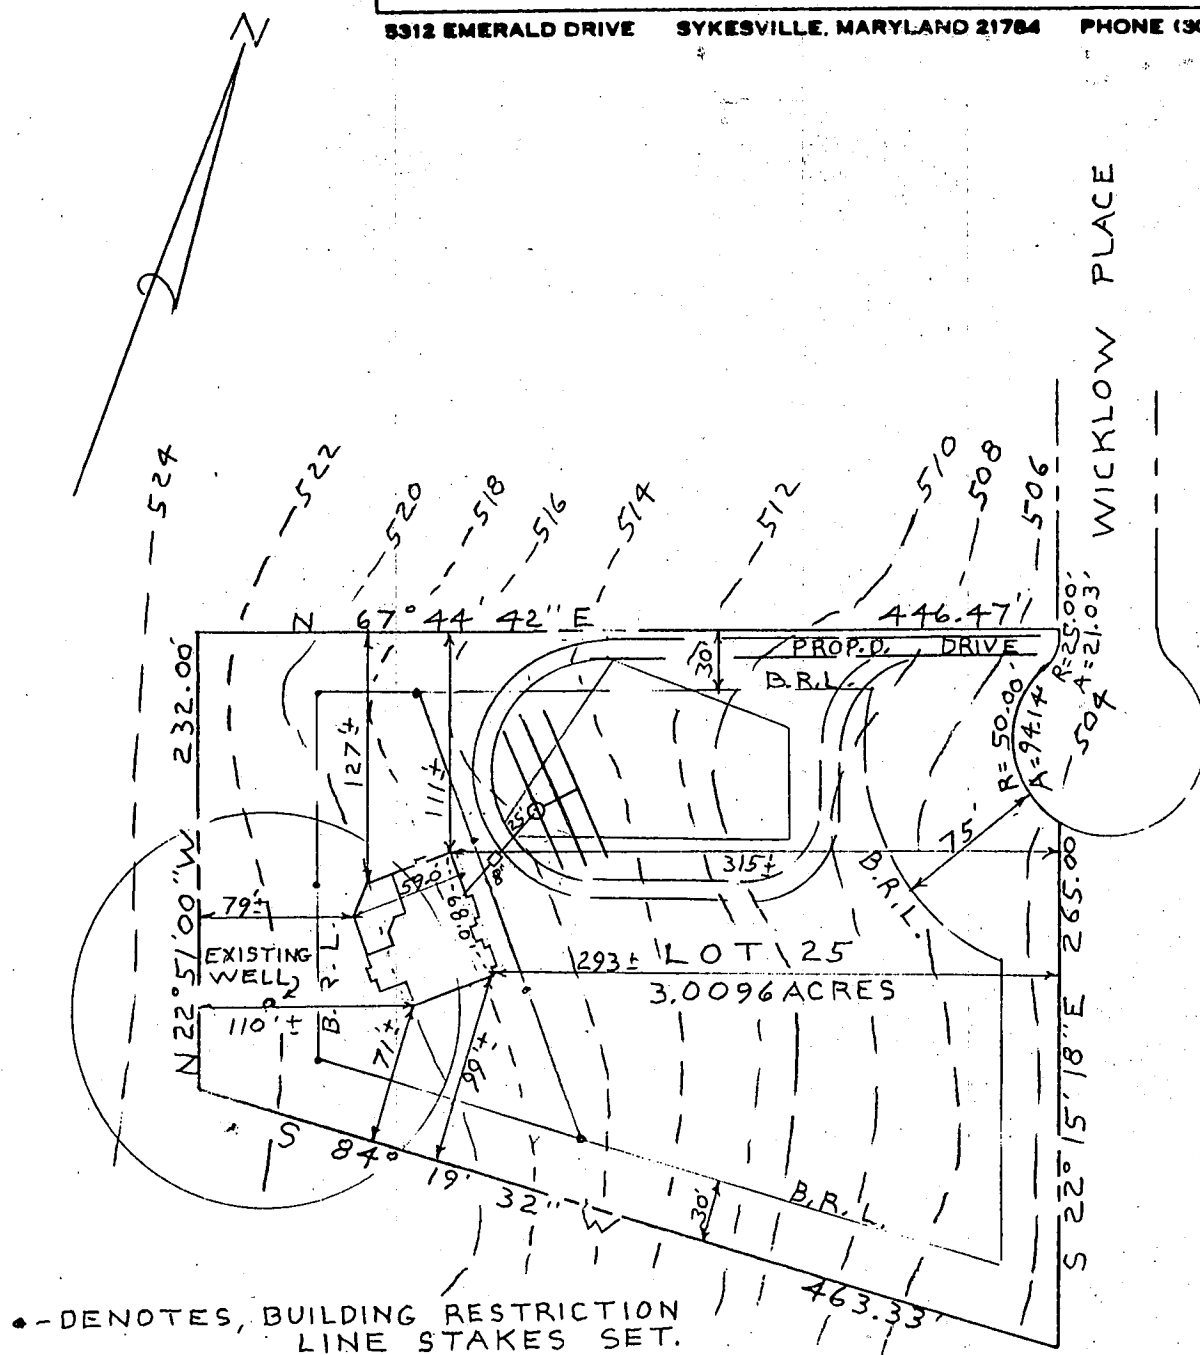 5312 EMERALD DRIVE SYKESVILLE, MARYLAND 21784 PHONE (30
N
WICKLOW PLACE
524
522
520
518
516
514
512
510
508
506
504
N 67° 44' 42" E 446.47'
R=25.00'
A=21.03'
R=50.00'
A=94.14'
PROP.D. DRIVE
B.R.L.
30'
232.00'
N 22° 51' 00" W
127'±
111'±
25'
8'
315±
75'
B.R.L.
59.0'
68.0'
79'±
EXISTING
WELL
110'±
B.R.L.
293± LOT 25
3.0096 ACRES
265.00
S 22° 15' 18" E
71'±
99'±
S 84° 19' 32" W
463.33'
30'
B.R.L.
•-DENOTES, BUILDING RESTRICTION
LINE STAKES SET.